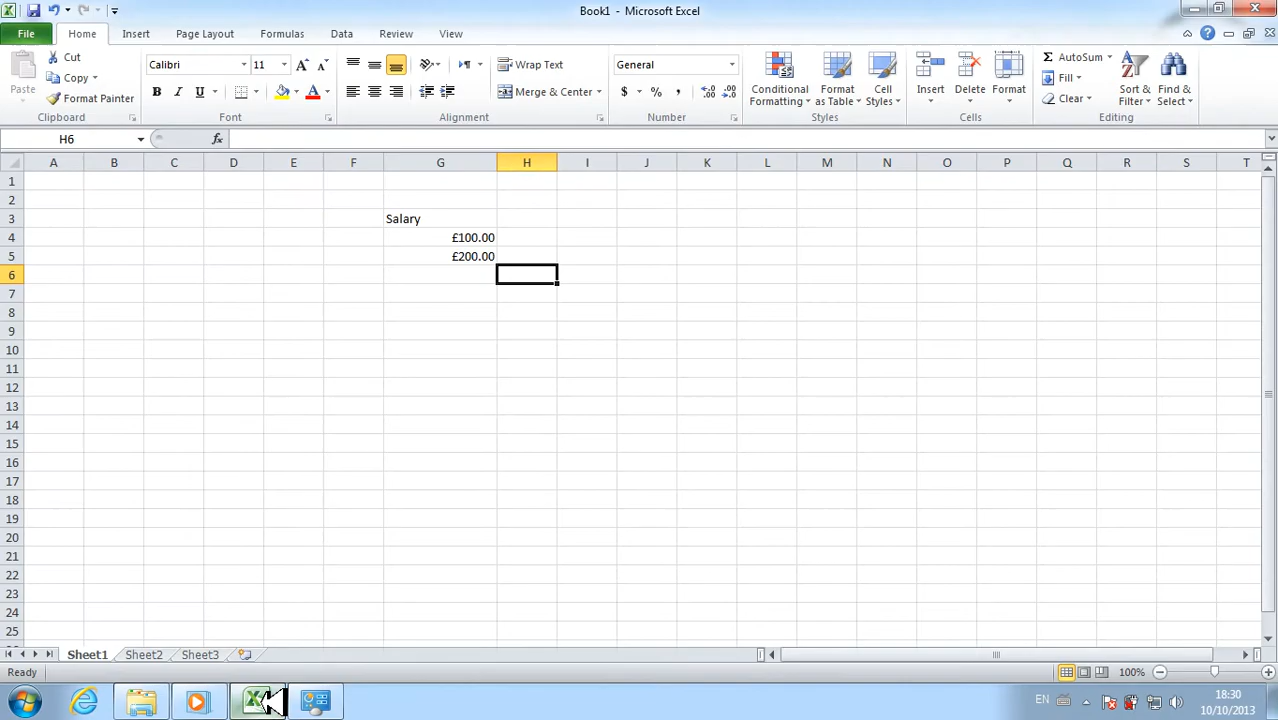 Book1 - Microsoft Excel
File Home Insert Page Layout Formulas Data Review View
Cut Calibri 11 Wrap Text General AutoSum
Paste Copy Conditional Formatting Format as Table Cell Styles Insert Delete Format Fill Sort & Filter Find & Select
Format Painter B I U A Merge & Center $ % , Clear
Clipboard Font Alignment Number Styles Cells Editing
H6 fx
A B C D E F G H I J K L M N O P Q R S T
1
2
3 Salary
4 £100.00
5 £200.00
6
7
8
9
10
11
12
13
14
15
16
17
18
19
20
21
22
23
24
25
Sheet1 Sheet2 Sheet3
Ready 100%
EN 18:30
10/10/2013